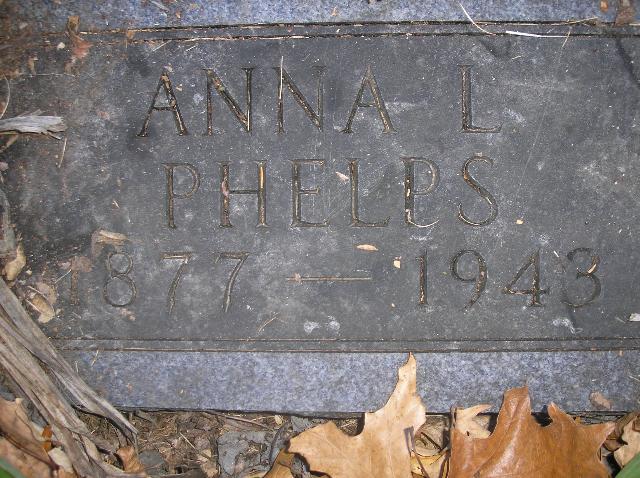 ANNA L
PHELPS
1877 — 1943